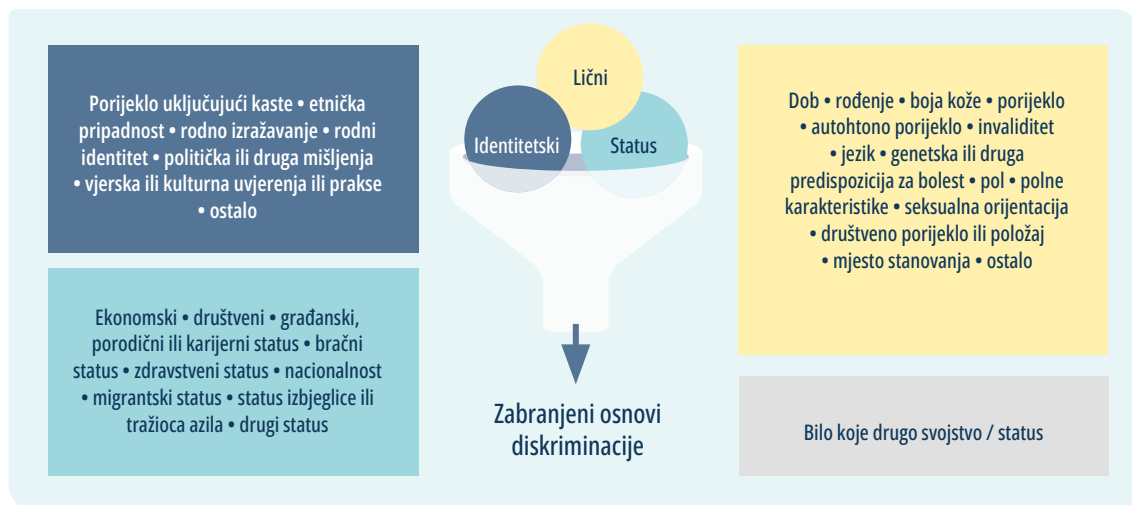 Porijeklo uključujući kaste • etnička
pripadnost • rodno izražavanje • rodni
identitet • politička ili druga mišljenja
• vjerska ili kulturna uvjerenja ili prakse
• ostalo
Ekonomski • društveni • građanski,
porodični ili karijerni status • bračni
status • zdravstveni status • nacionalnost
• migrantski status • status izbjeglice ili
tražioca azila • drugi status
Lični
Identitetski
Status
Zabranjeni osnovi
diskriminacije
Dob • rođenje • boja kože • porijeklo
• autohtono porijeklo • invaliditet
• jezik • genetska ili druga
predispozicija za bolest • pol • polne
karakteristike • seksualna orijentacija
• društveno porijeklo ili položaj
• mjesto stanovanja • ostalo
Bilo koje drugo svojstvo / status